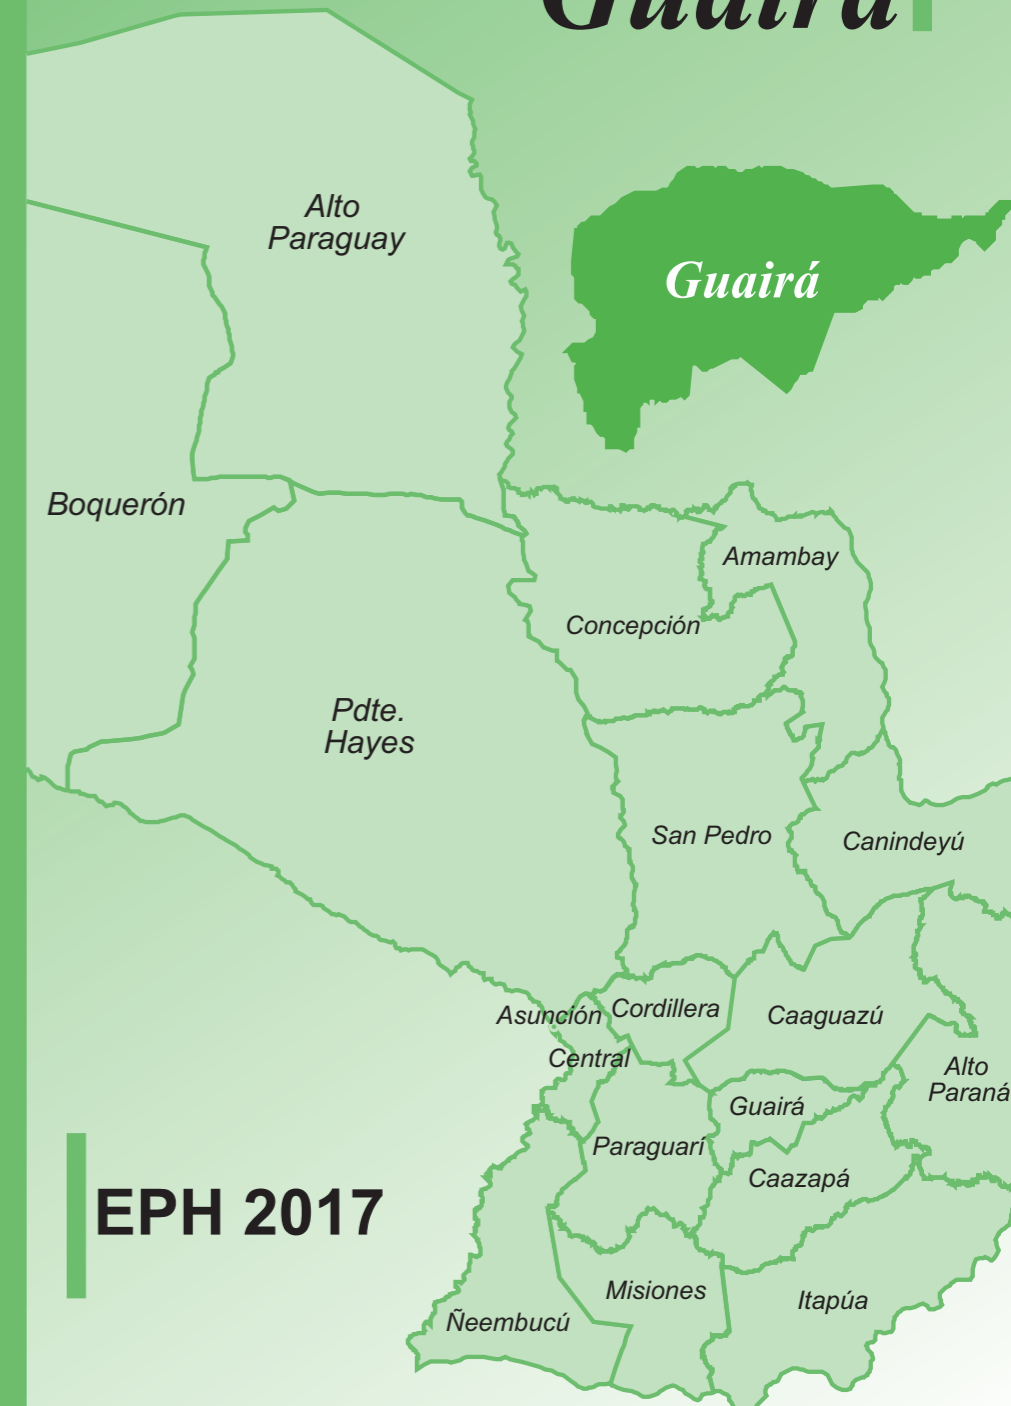 Guairá
Alto
Paraguay
Guairá
Boquerón
Amambay
Concepción
Pdte.
Hayes
San Pedro
Canindeyú
Asunción
Cordillera
Caaguazú
Central
Alto
Paraná
Guairá
Paraguarí
Caazapá
EPH 2017
Misiones
Itapúa
Ñeembucú